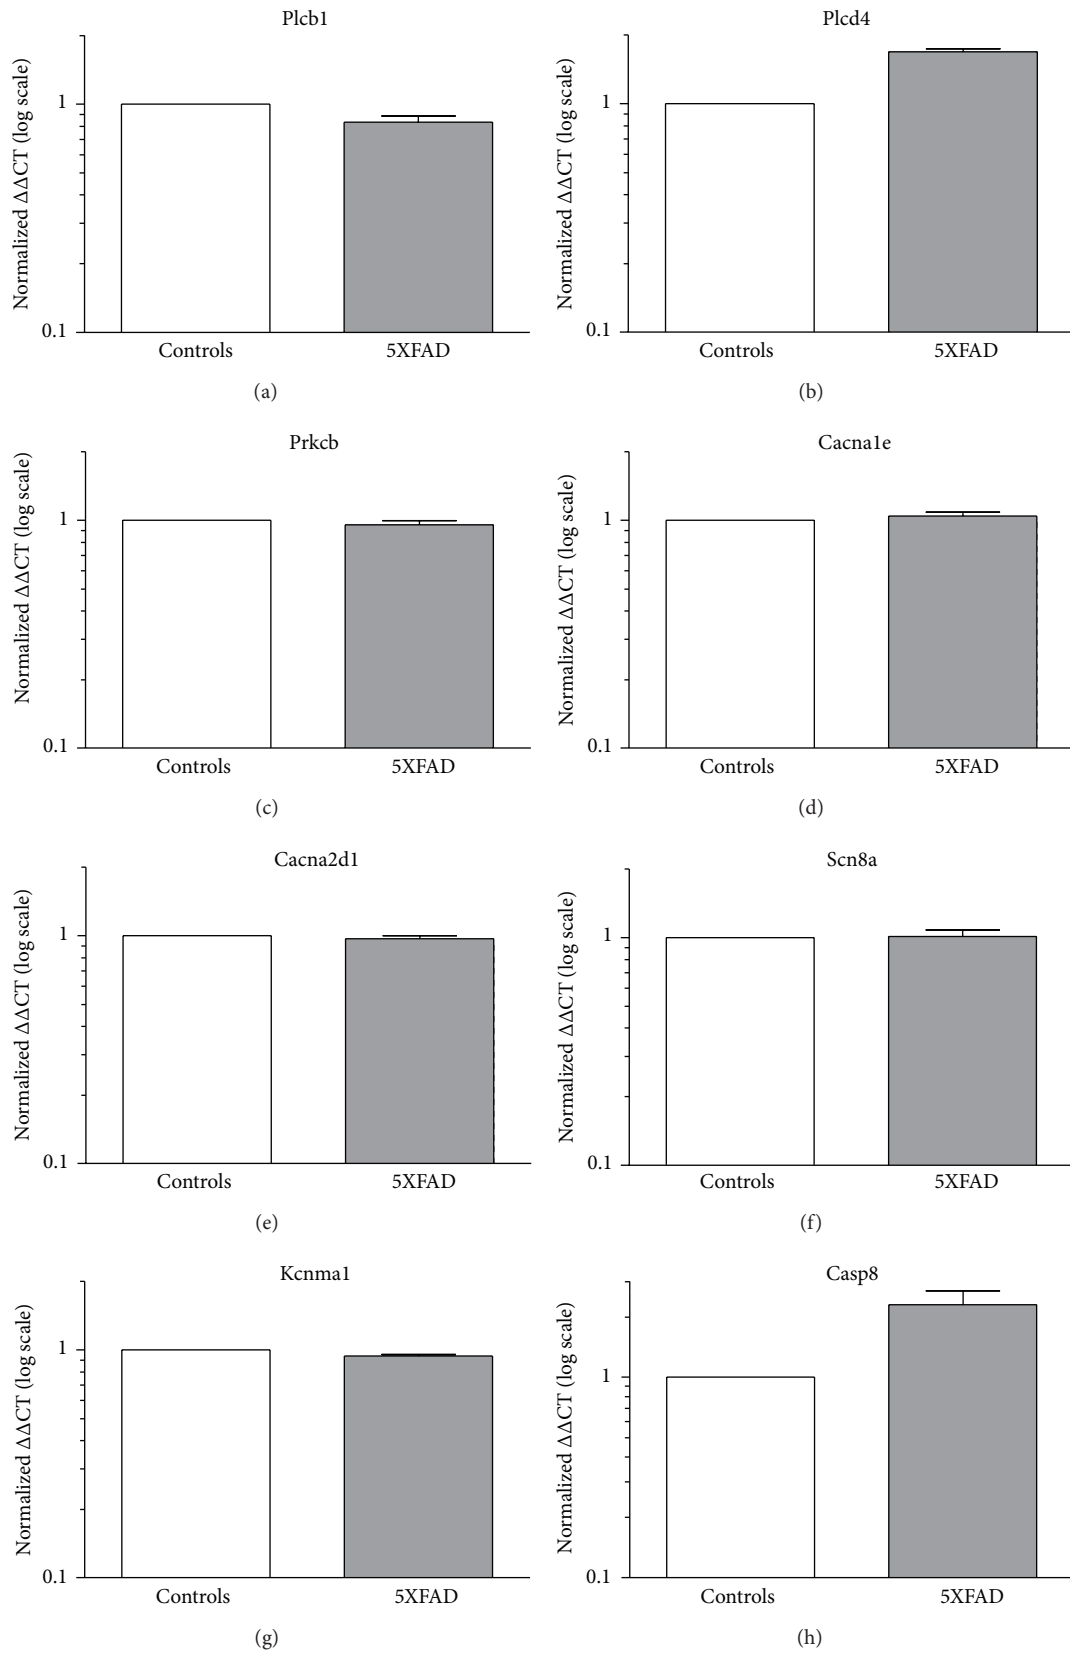 Plcb1
Normalized ΔΔCT (log scale)
1
0.1
Controls 5XFAD
(a)
Plcd4
Normalized ΔΔCT (log scale)
1
0.1
Controls 5XFAD
(b)
Prkcb
Normalized ΔΔCT (log scale)
1
0.1
Controls 5XFAD
(c)
Cacna1e
Normalized ΔΔCT (log scale)
1
0.1
Controls 5XFAD
(d)
Cacna2d1
Normalized ΔΔCT (log scale)
1
0.1
Controls 5XFAD
(e)
Scn8a
Normalized ΔΔCT (log scale)
1
0.1
Controls 5XFAD
(f)
Kcnma1
Normalized ΔΔCT (log scale)
1
0.1
Controls 5XFAD
(g)
Casp8
Normalized ΔΔCT (log scale)
1
0.1
Controls 5XFAD
(h)